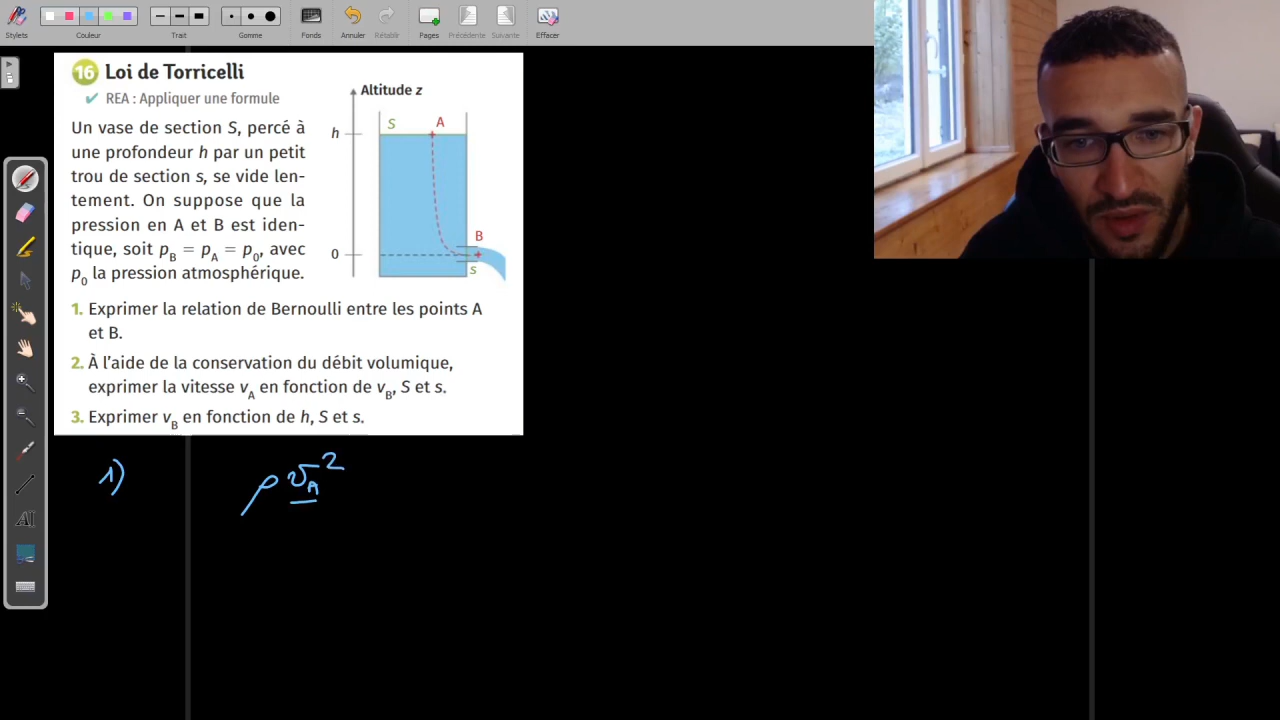 Stylets
Couleur
Trait
Gomme
Fonds
Annuler
Rétablir
Pages
Précédente
Suivante
Effacer
16 Loi de Torricelli
✔ REA : Appliquer une formule
Un vase de section S, percé à
une profondeur h par un petit
trou de section s, se vide len-
tement. On suppose que la
pression en A et B est iden-
tique, soit p_B = p_A = p_0, avec
p_0 la pression atmosphérique.
Altitude z
h
S
A
B
0
s
1. Exprimer la relation de Bernoulli entre les points A
et B.
2. À l’aide de la conservation du débit volumique,
exprimer la vitesse v_A en fonction de v_B, S et s.
3. Exprimer v_B en fonction de h, S et s.
1) ρ v_A²
AI